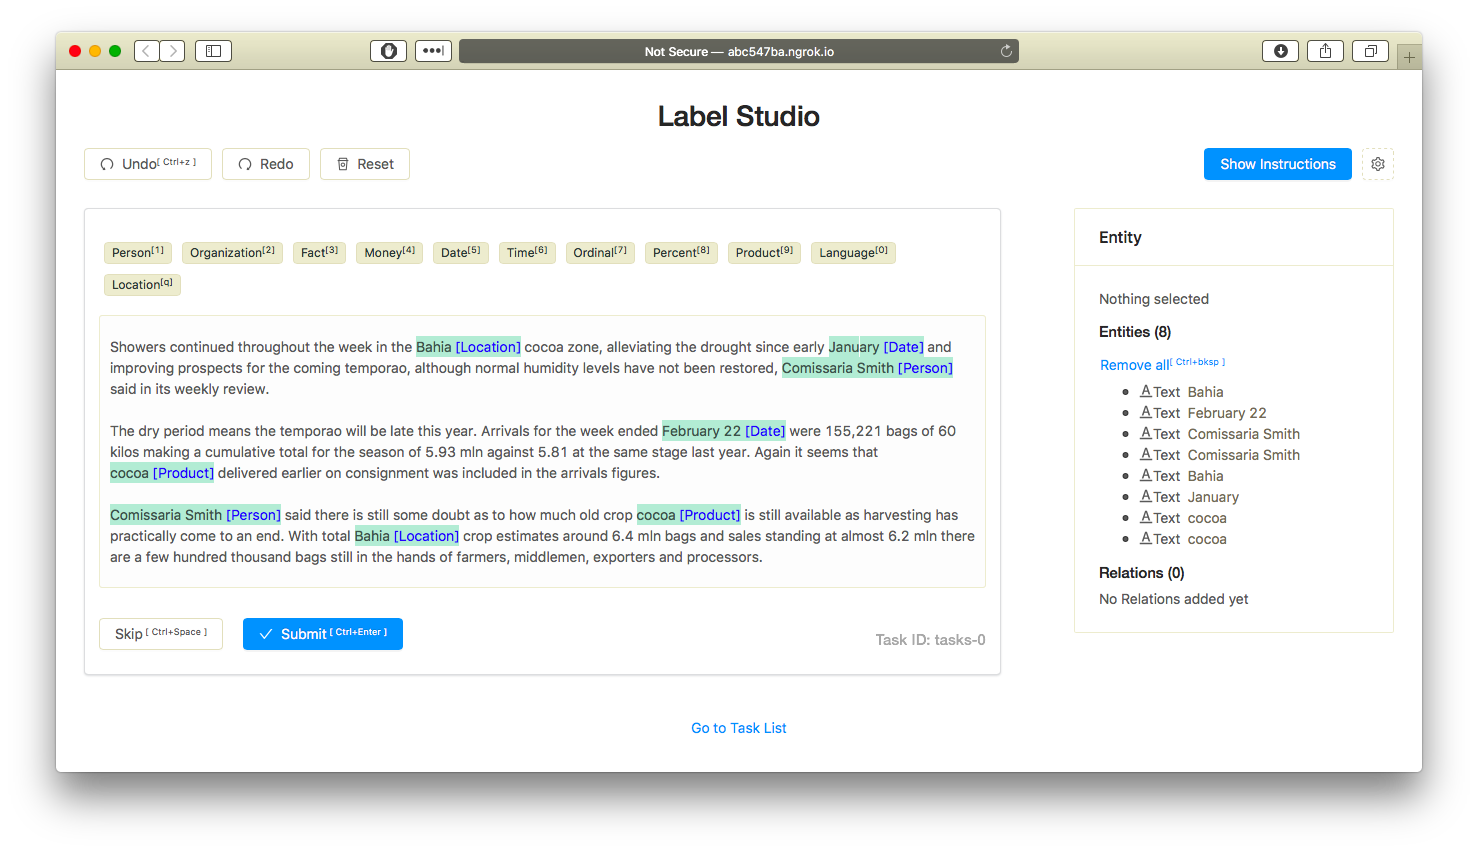 Not Secure — abc547ba.ngrok.io
Label Studio
Undo[ Ctrl+z ] Redo Reset Show Instructions
Person[1] Organization[2] Fact[3] Money[4] Date[5] Time[6] Ordinal[7] Percent[8] Product[9] Language[0]
Location[q]
Showers continued throughout the week in the Bahia [Location] cocoa zone, alleviating the drought since early January [Date] and
improving prospects for the coming temporao, although normal humidity levels have not been restored, Comissaria Smith [Person]
said in its weekly review.
The dry period means the temporao will be late this year. Arrivals for the week ended February 22 [Date] were 155,221 bags of 60
kilos making a cumulative total for the season of 5.93 mln against 5.81 at the same stage last year. Again it seems that
cocoa [Product] delivered earlier on consignment was included in the arrivals figures.
Comissaria Smith [Person] said there is still some doubt as to how much old crop cocoa [Product] is still available as harvesting has
practically come to an end. With total Bahia [Location] crop estimates around 6.4 mln bags and sales standing at almost 6.2 mln there
are a few hundred thousand bags still in the hands of farmers, middlemen, exporters and processors.
Skip [ Ctrl+Space ] Submit [ Ctrl+Enter ] Task ID: tasks-0
Entity
Nothing selected
Entities (8)
Remove all[ Ctrl+bksp ]
A Text Bahia
A Text February 22
A Text Comissaria Smith
A Text Comissaria Smith
A Text Bahia
A Text January
A Text cocoa
A Text cocoa
Relations (0)
No Relations added yet
Go to Task List